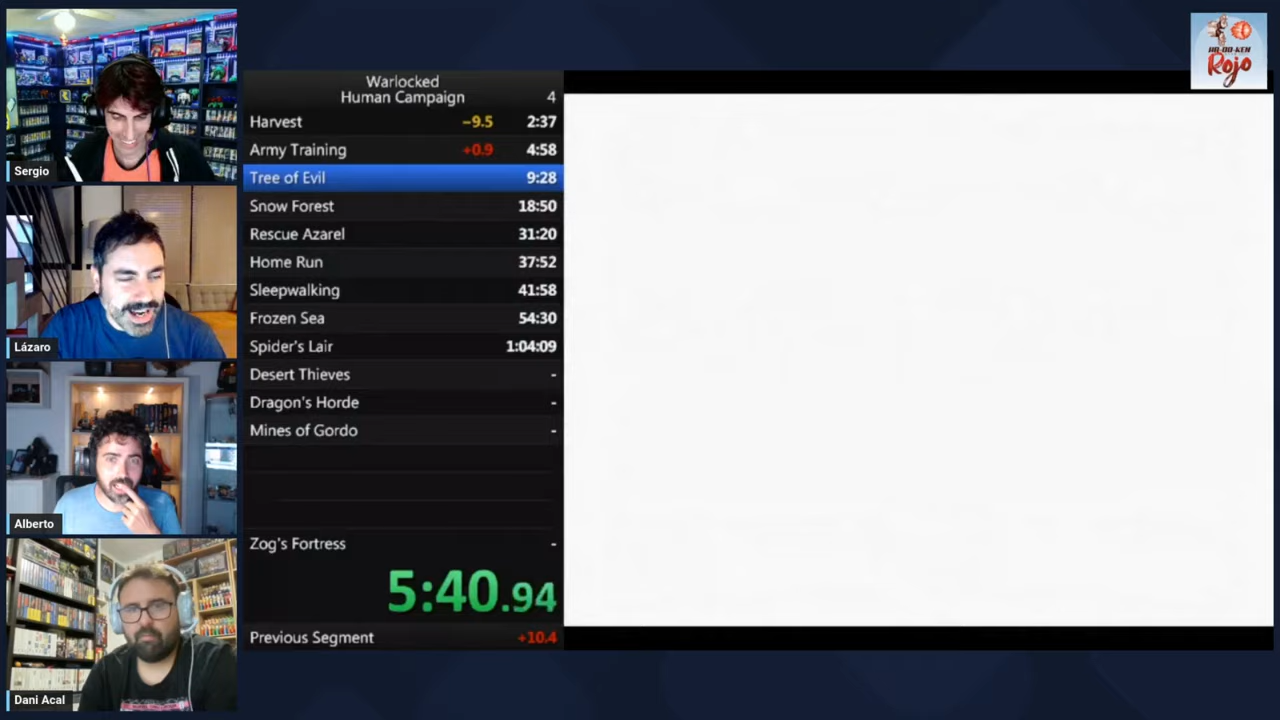 HO-DO-KEN
Rojo
Warlocked
Human Campaign 4
Harvest −9.5 2:37
Army Training +0.9 4:58
Tree of Evil 9:28
Snow Forest 18:50
Rescue Azarel 31:20
Home Run 37:52
Sleepwalking 41:58
Frozen Sea 54:30
Spider's Lair 1:04:09
Desert Thieves -
Dragon's Horde -
Mines of Gordo -
Zog's Fortress -
5:40.94
Previous Segment +10.4
Sergio
Lázaro
Alberto
Dani Acal